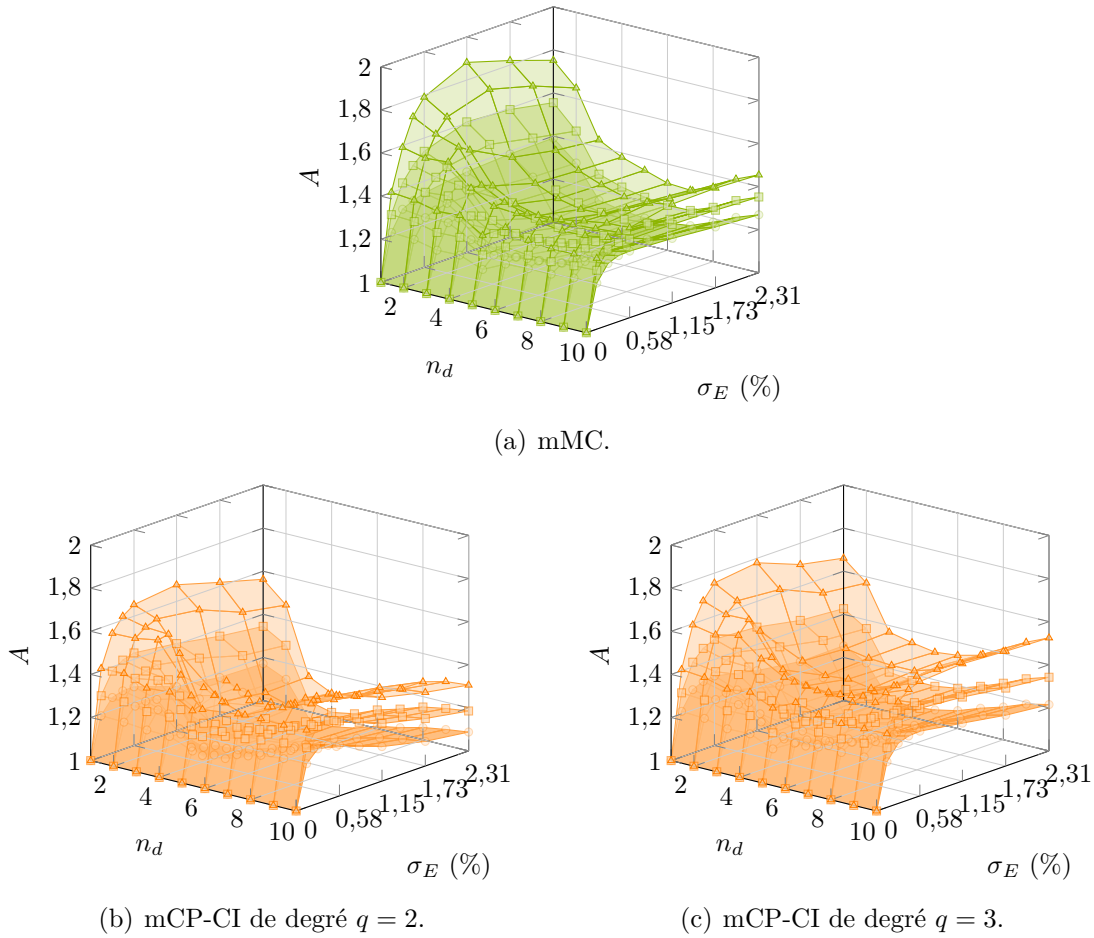 2
1,8
1,6
1,4
1,2
1
A
2 4 6 8 10
n_d
0 0,58 1,15 1,73 2,31
σ_E (%)
(a) mMC.
2
1,8
1,6
1,4
1,2
1
A
2 4 6 8 10
n_d
0 0,58 1,15 1,73 2,31
σ_E (%)
(b) mCP-CI de degré q = 2.
2
1,8
1,6
1,4
1,2
1
A
2 4 6 8 10
n_d
0 0,58 1,15 1,73 2,31
σ_E (%)
(c) mCP-CI de degré q = 3.